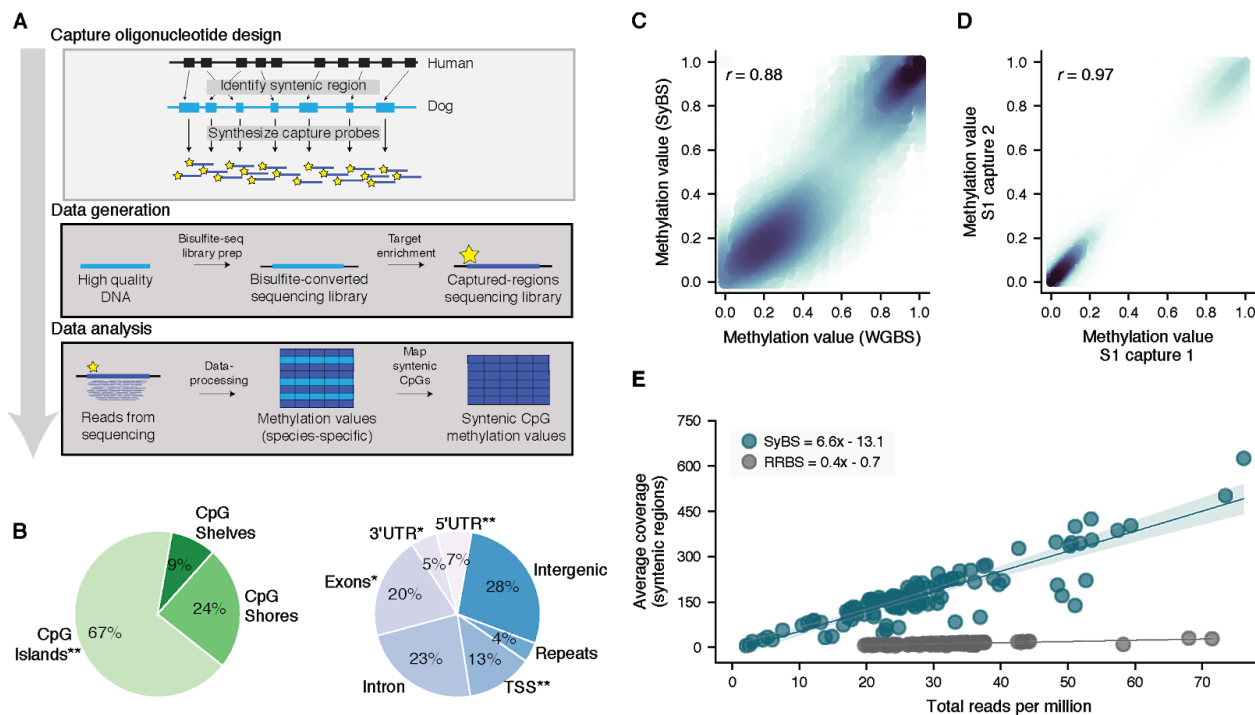 A
Capture oligonucleotide design
Human
Identify syntenic region
Dog
Synthesize capture probes
Data generation
Bisulfite-seq
library prep
Target
enrichment
High quality
DNA
Bisulfite-converted
sequencing library
Captured-regions
sequencing library
Data analysis
Data-
processing
Map
syntenic
CpGs
Reads from
sequencing
Methylation values
(species-specific)
Syntenic CpG
methylation values
B
CpG
Shelves
9%
24%
CpG
Shores
67%
CpG
Islands**
3'UTR*
5'UTR**
5%
7%
Exons*
20%
Intergenic
28%
4%
Repeats
23%
13%
Intron
TSS**
C
r = 0.88
Methylation value (SyBS)
1.0
0.8
0.6
0.4
0.2
0.0
0.0 0.2 0.4 0.6 0.8 1.0
Methylation value (WGBS)
D
r = 0.97
Methylation value
S1 capture 2
1.0
0.8
0.6
0.4
0.2
0.0
0.0 0.2 0.4 0.6 0.8 1.0
Methylation value
S1 capture 1
E
SyBS = 6.6x - 13.1
RRBS = 0.4x - 0.7
Average coverage
(syntenic regions)
750
600
450
300
150
0
0 10 20 30 40 50 60 70
Total reads per million